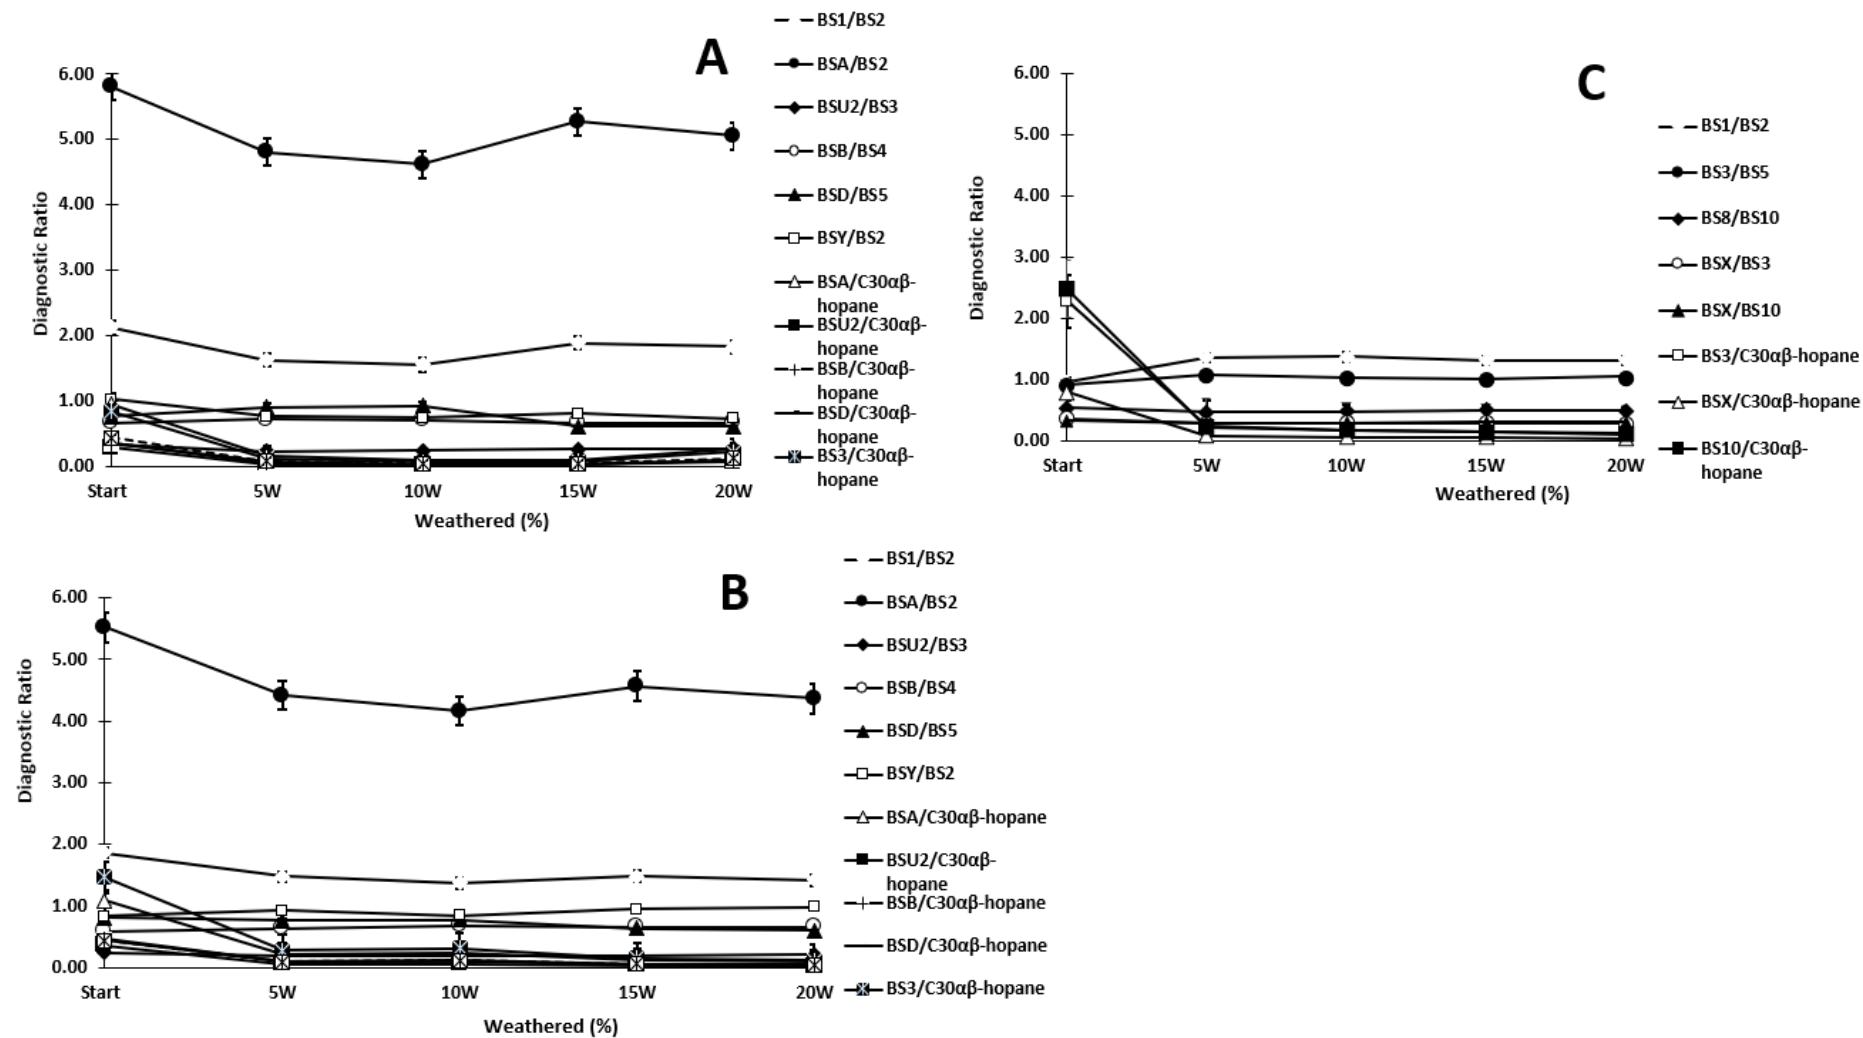 A
6.00
5.00
4.00
3.00
2.00
1.00
0.00
Diagnostic Ratio
Start 5W 10W 15W 20W
Weathered (%)
BS1/BS2
BSA/BS2
BSU2/BS3
BSB/BS4
BSD/BS5
BSY/BS2
BSA/C30αβ-
hopane
BSU2/C30αβ-
hopane
BSB/C30αβ-
hopane
BSD/C30αβ-
hopane
BS3/C30αβ-
hopane
C
6.00
5.00
4.00
3.00
2.00
1.00
0.00
Diagnostic Ratio
Start 5W 10W 15W 20W
Weathered (%)
BS1/BS2
BS3/BS5
BS8/BS10
BSX/BS3
BSX/BS10
BS3/C30αβ-hopane
BSX/C30αβ-hopane
BS10/C30αβ-
hopane
B
6.00
5.00
4.00
3.00
2.00
1.00
0.00
Diagnostic Ratio
Start 5W 10W 15W 20W
Weathered (%)
BS1/BS2
BSA/BS2
BSU2/BS3
BSB/BS4
BSD/BS5
BSY/BS2
BSA/C30αβ-hopane
BSU2/C30αβ-
hopane
BSB/C30αβ-hopane
BSD/C30αβ-hopane
BS3/C30αβ-hopane